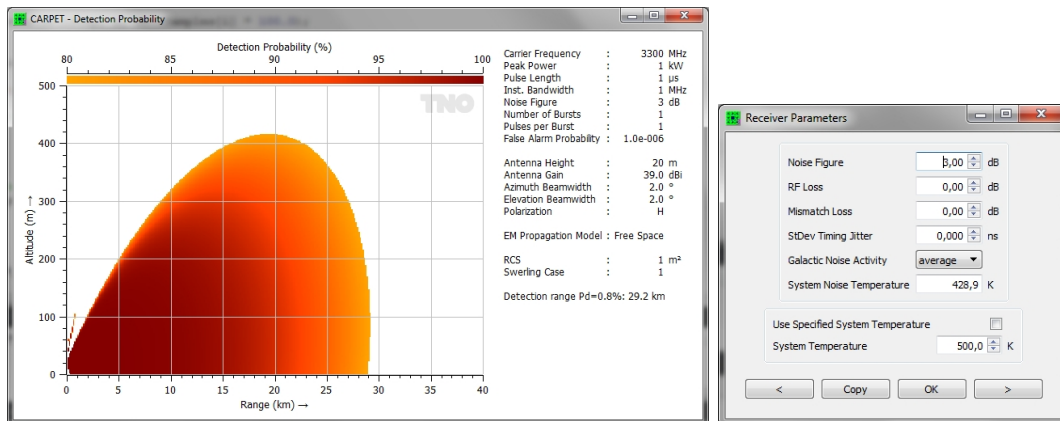 CARPET - Detection Probability
Detection Probability (%)
80 85 90 95 100
TNO
500
400
300
200
100
0
Altitude (m) →
0 5 10 15 20 25 30 35 40
Range (km) →
Carrier Frequency : 3300 MHz
Peak Power : 1 kW
Pulse Length : 1 µs
Inst. Bandwidth : 1 MHz
Noise Figure : 3 dB
Number of Bursts : 1
Pulses per Burst : 1
False Alarm Probability : 1.0e-006
Antenna Height : 20 m
Antenna Gain : 39.0 dBi
Azimuth Beamwidth : 2.0 °
Elevation Beamwidth : 2.0 °
Polarization : H
EM Propagation Model : Free Space
RCS : 1 m²
Swerling Case : 1
Detection range Pd=0.8%: 29.2 km
Receiver Parameters
Noise Figure 3,00 dB
RF Loss 0,00 dB
Mismatch Loss 0,00 dB
StDev Timing Jitter 0,000 ns
Galactic Noise Activity average
System Noise Temperature 428,9 K
Use Specified System Temperature
System Temperature 500,0 K
< Copy OK >